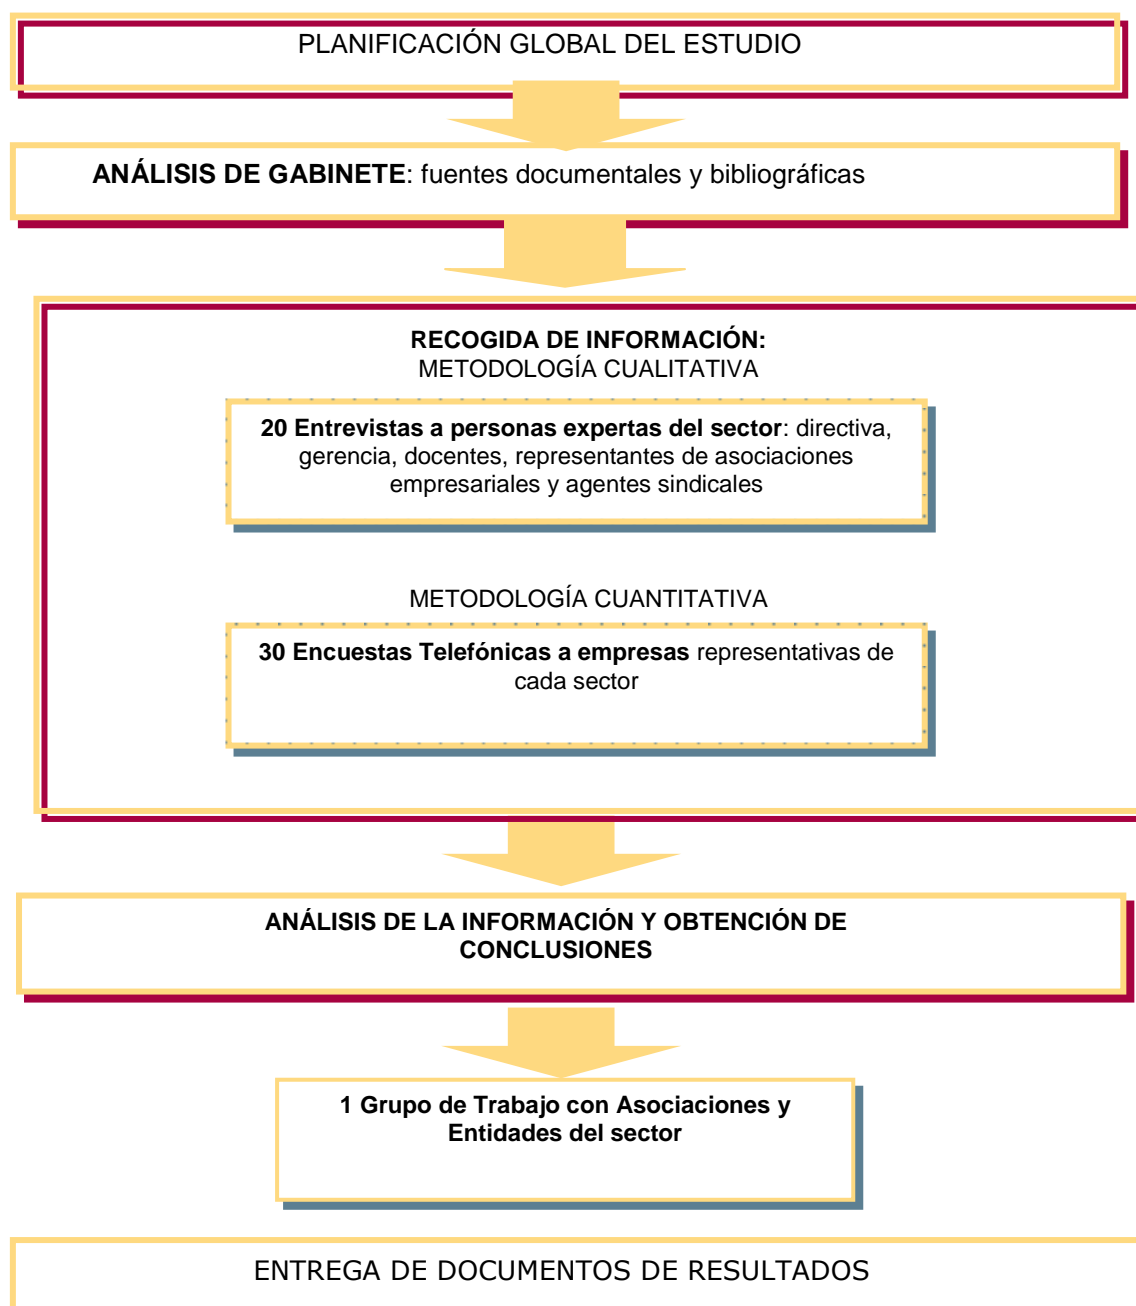 PLANIFICACIÓN GLOBAL DEL ESTUDIO
ANÁLISIS DE GABINETE: fuentes documentales y bibliográficas
RECOGIDA DE INFORMACIÓN:
METODOLOGÍA CUALITATIVA
20 Entrevistas a personas expertas del sector: directiva,
gerencia, docentes, representantes de asociaciones
empresariales y agentes sindicales
METODOLOGÍA CUANTITATIVA
30 Encuestas Telefónicas a empresas representativas de
cada sector
ANÁLISIS DE LA INFORMACIÓN Y OBTENCIÓN DE
CONCLUSIONES
1 Grupo de Trabajo con Asociaciones y
Entidades del sector
ENTREGA DE DOCUMENTOS DE RESULTADOS